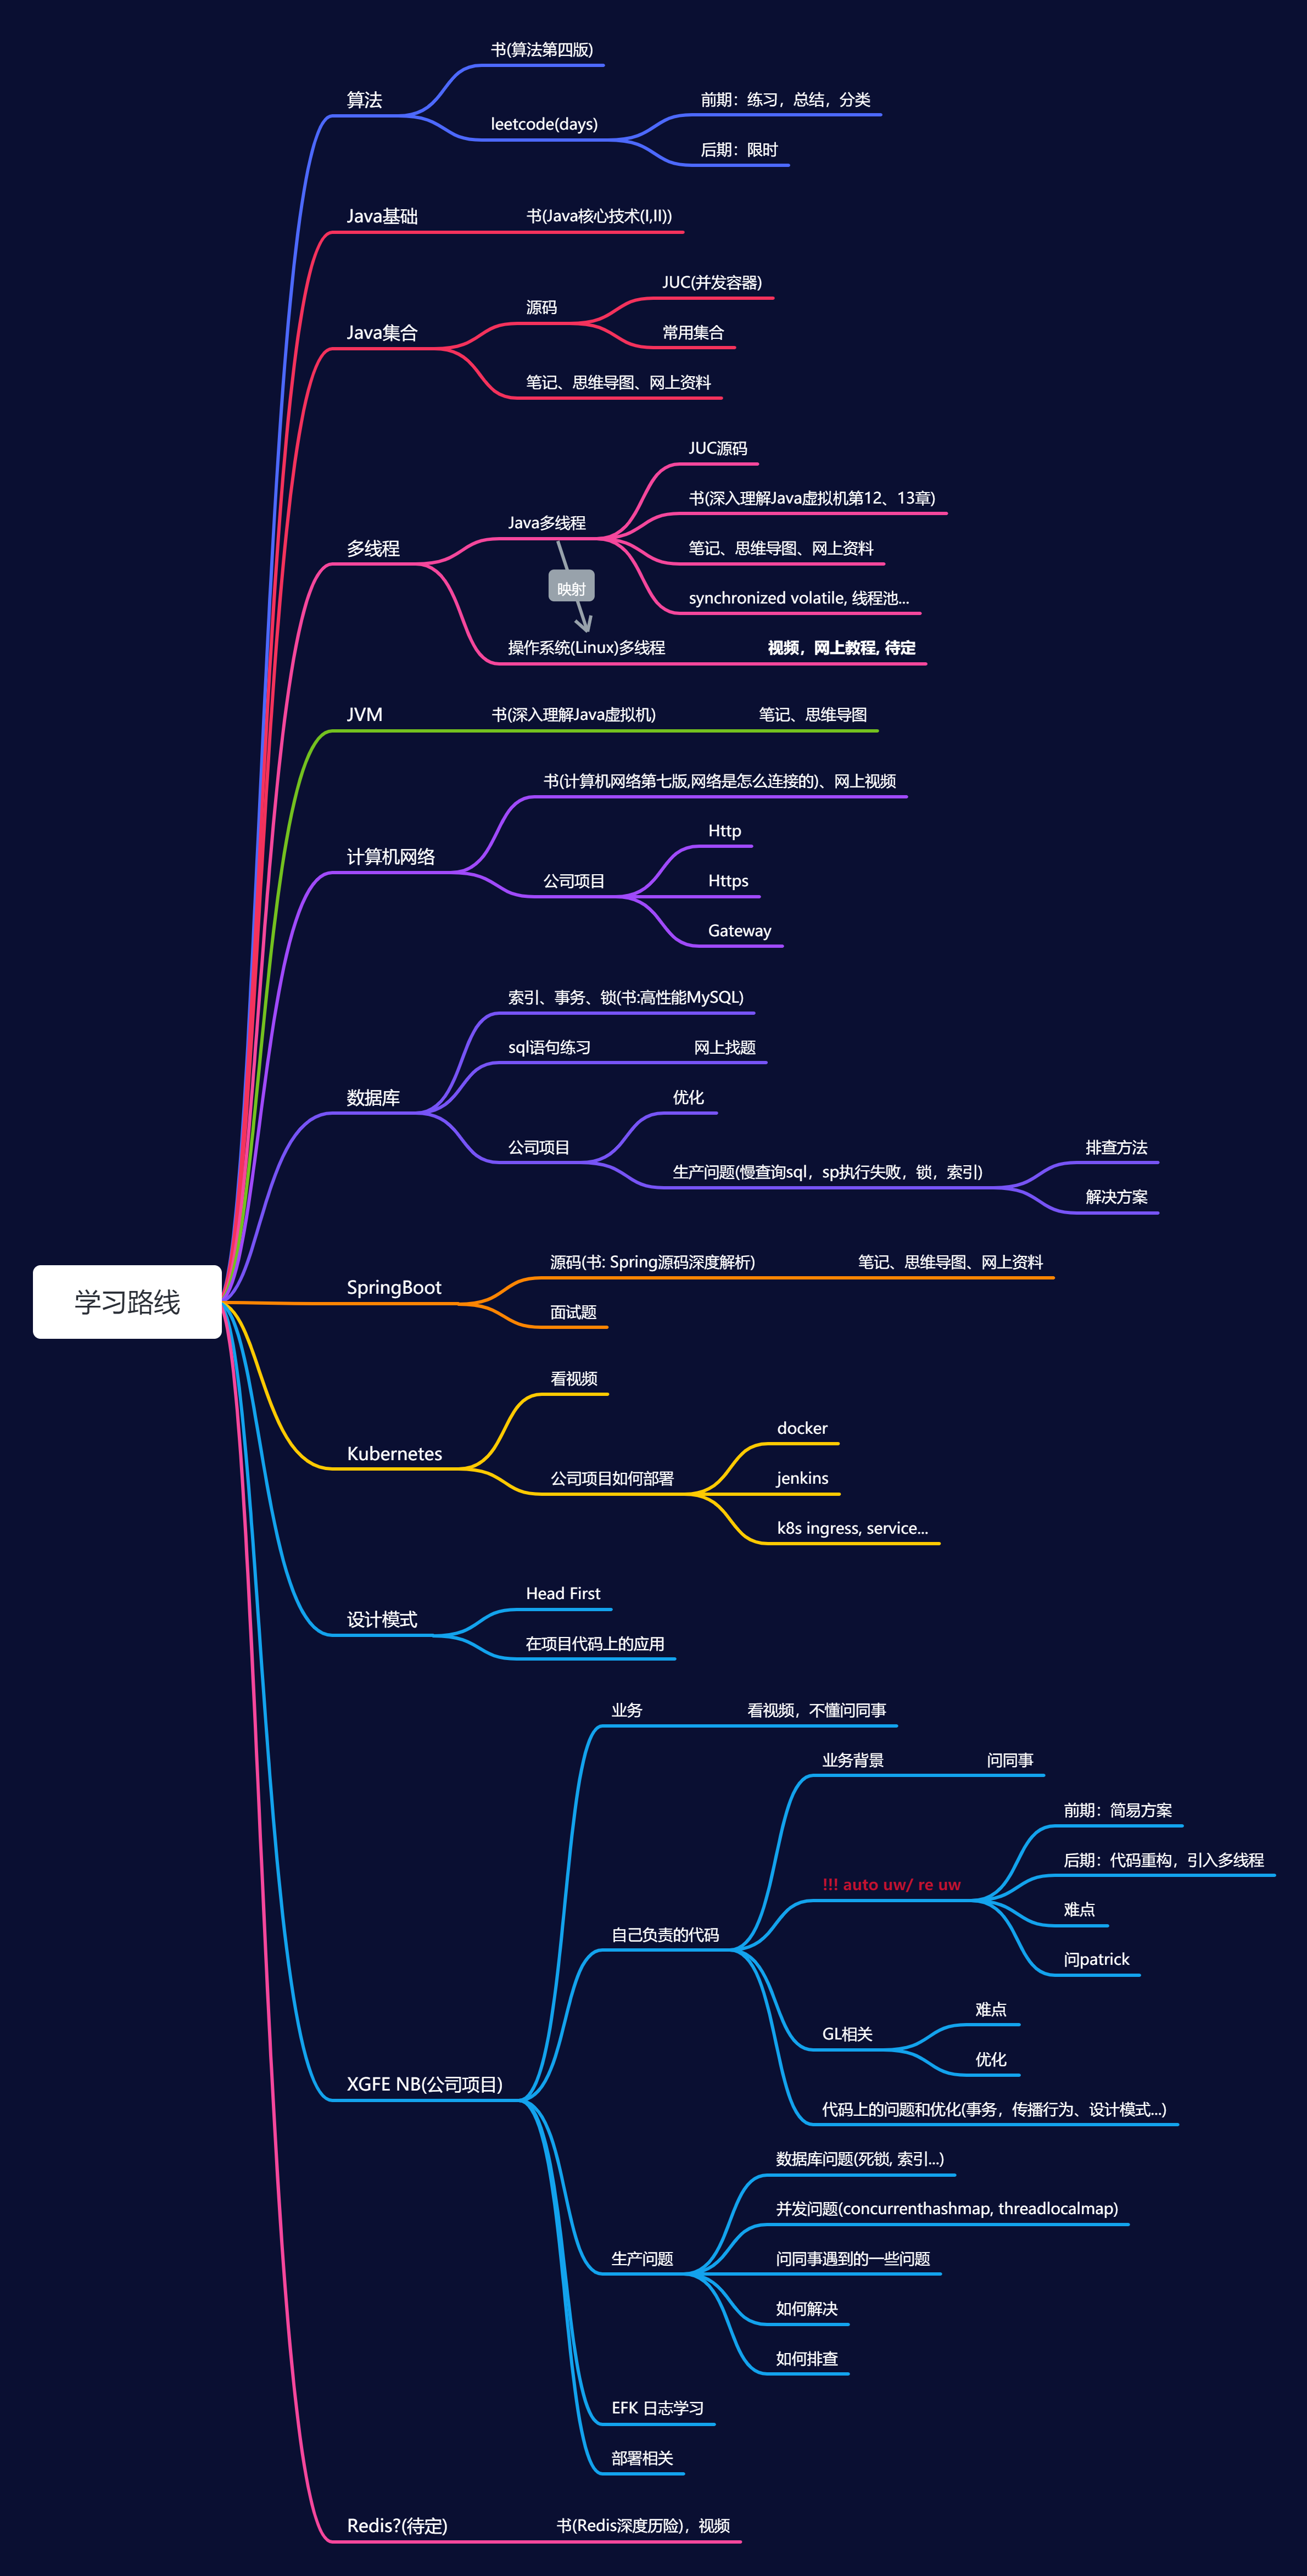 学习路线
算法
书(算法第四版)
leetcode(days)
前期：练习，总结，分类
后期：限时
Java基础
书(Java核心技术(I,II))
Java集合
源码
JUC(并发容器)
常用集合
笔记、思维导图、网上资料
多线程
Java多线程
JUC源码
书(深入理解Java虚拟机第12、13章)
笔记、思维导图、网上资料
synchronized volatile, 线程池...
映射
操作系统(Linux)多线程
视频，网上教程, 待定
JVM
书(深入理解Java虚拟机)
笔记、思维导图
计算机网络
书(计算机网络第七版,网络是怎么连接的)、网上视频
公司项目
Http
Https
Gateway
数据库
索引、事务、锁(书:高性能MySQL)
sql语句练习
网上找题
公司项目
优化
生产问题(慢查询sql，sp执行失败，锁，索引)
排查方法
解决方案
SpringBoot
源码(书: Spring源码深度解析)
笔记、思维导图、网上资料
面试题
Kubernetes
看视频
公司项目如何部署
docker
jenkins
k8s ingress, service...
设计模式
Head First
在项目代码上的应用
XGFE NB(公司项目)
业务
看视频，不懂问同事
自己负责的代码
业务背景
问同事
!!! auto uw/ re uw
前期：简易方案
后期：代码重构，引入多线程
难点
问patrick
GL相关
难点
优化
代码上的问题和优化(事务，传播行为、设计模式...)
生产问题
数据库问题(死锁, 索引...)
并发问题(concurrenthashmap, threadlocalmap)
问同事遇到的一些问题
如何解决
如何排查
EFK 日志学习
部署相关
Redis?(待定)
书(Redis深度历险)，视频